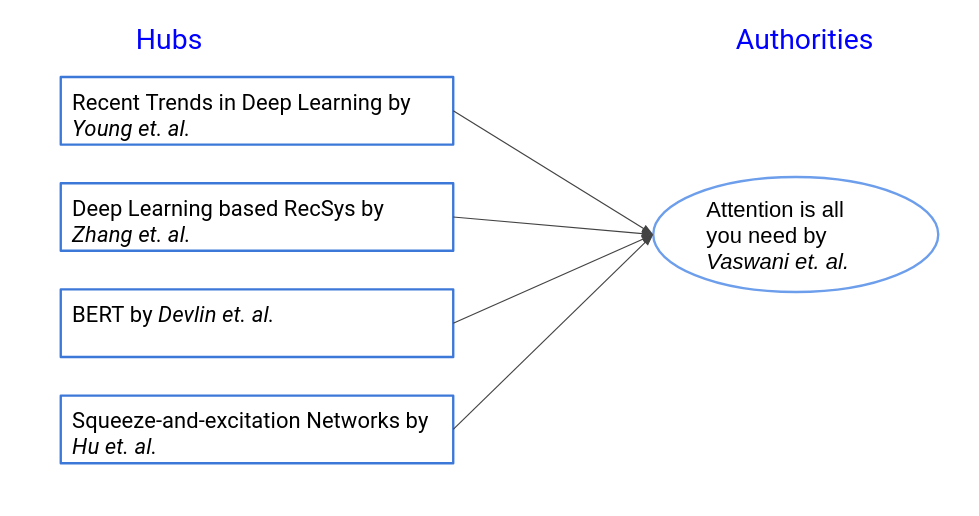 Hubs
Authorities
Recent Trends in Deep Learning by
Young et. al.
Deep Learning based RecSys by
Zhang et. al.
BERT by Devlin et. al.
Squeeze-and-excitation Networks by
Hu et. al.
Attention is all
you need by
Vaswani et. al.